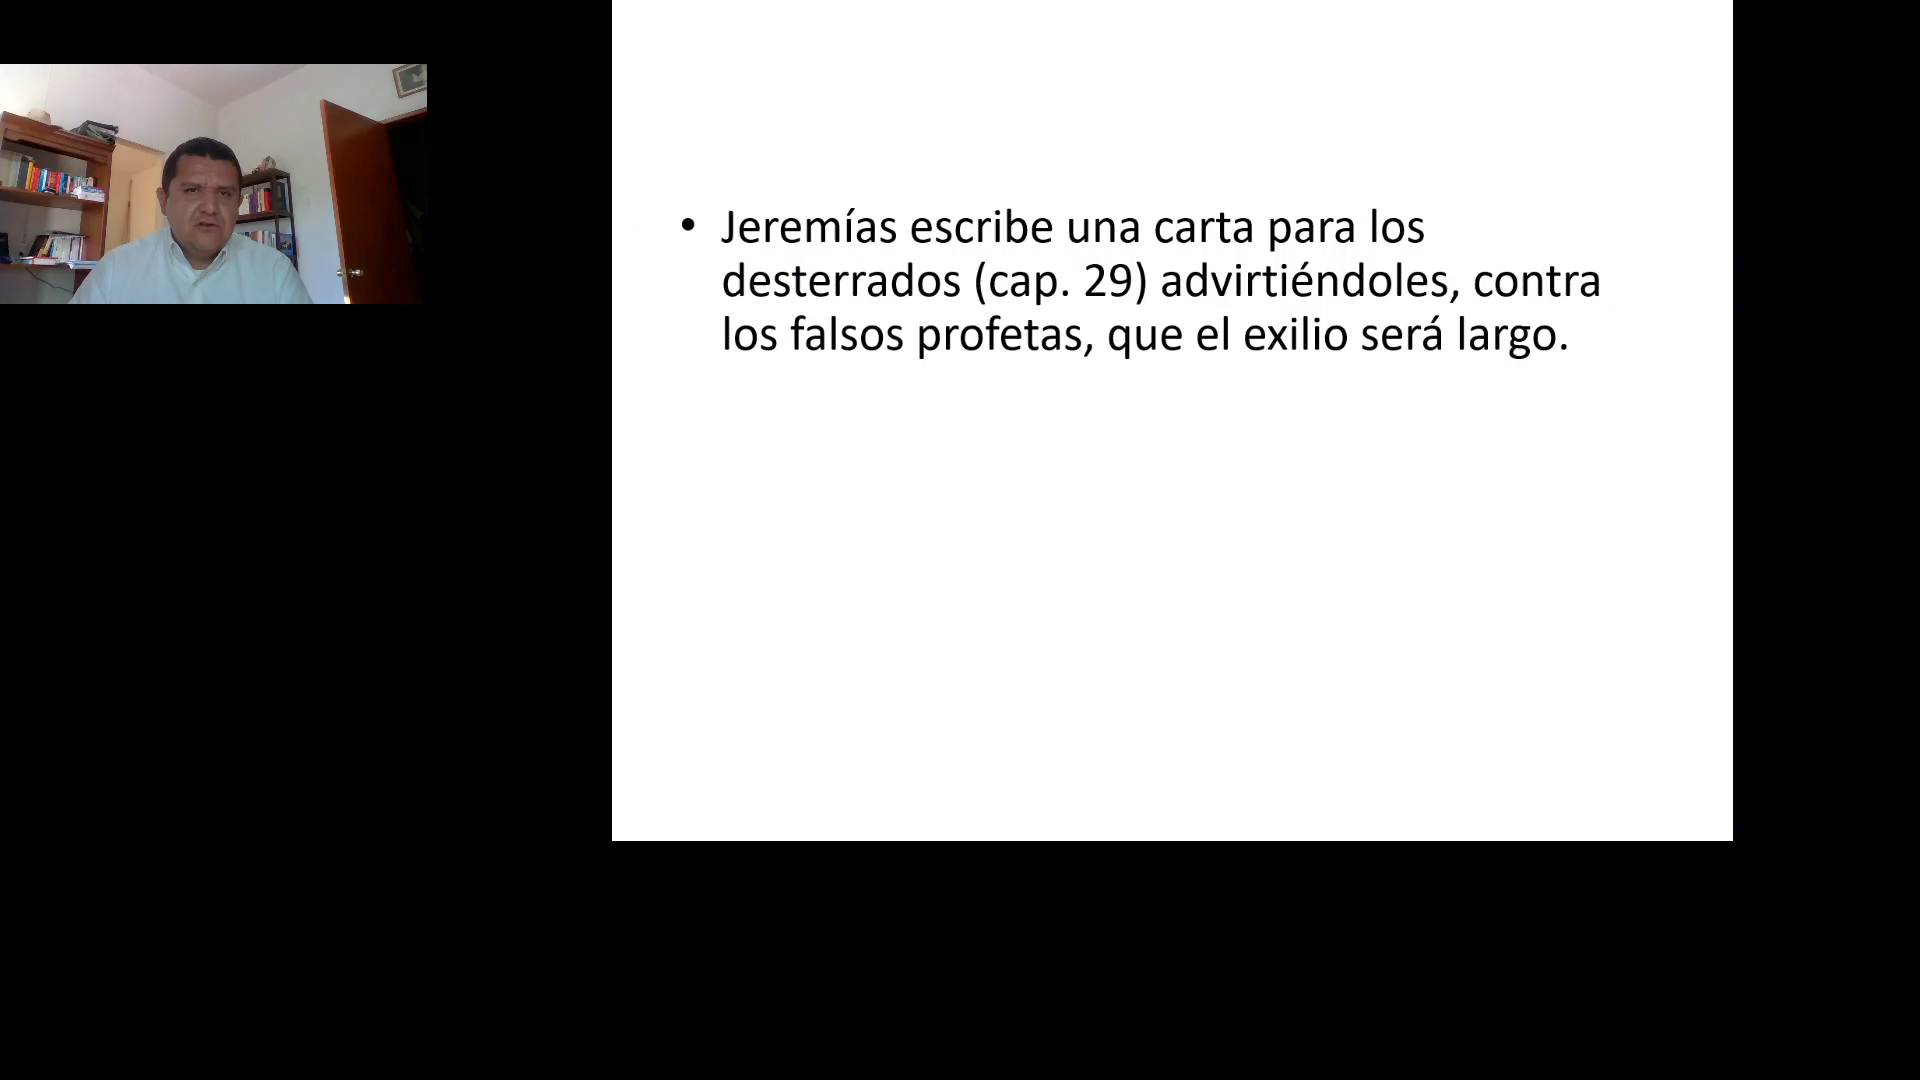 • Jeremías escribe una carta para los
desterrados (cap. 29) advirtiéndoles, contra
los falsos profetas, que el exilio será largo.